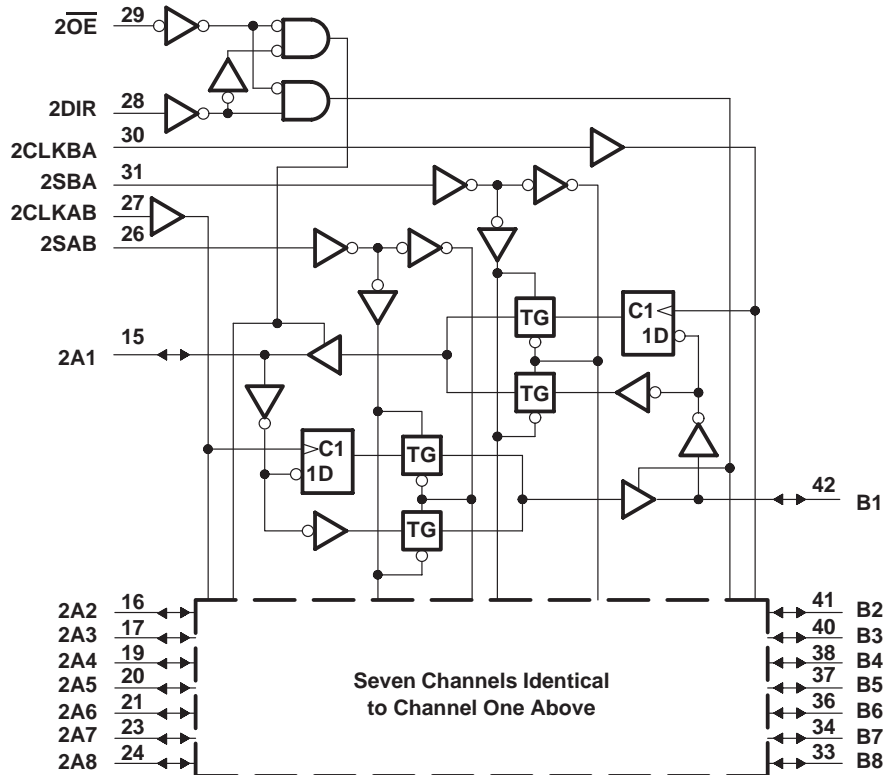 2OE 29
2DIR 28
2CLKBA 30
2SBA 31
2CLKAB 27
2SAB 26
TG
C1
1D
2A1 15
TG
C1
1D
TG
42 B1
TG
2A2 16
41 B2
2A3 17
40 B3
2A4 19
38 B4
2A5 20
37 B5
2A6 21
36 B6
2A7 23
34 B7
2A8 24
33 B8
Seven Channels Identical
to Channel One Above